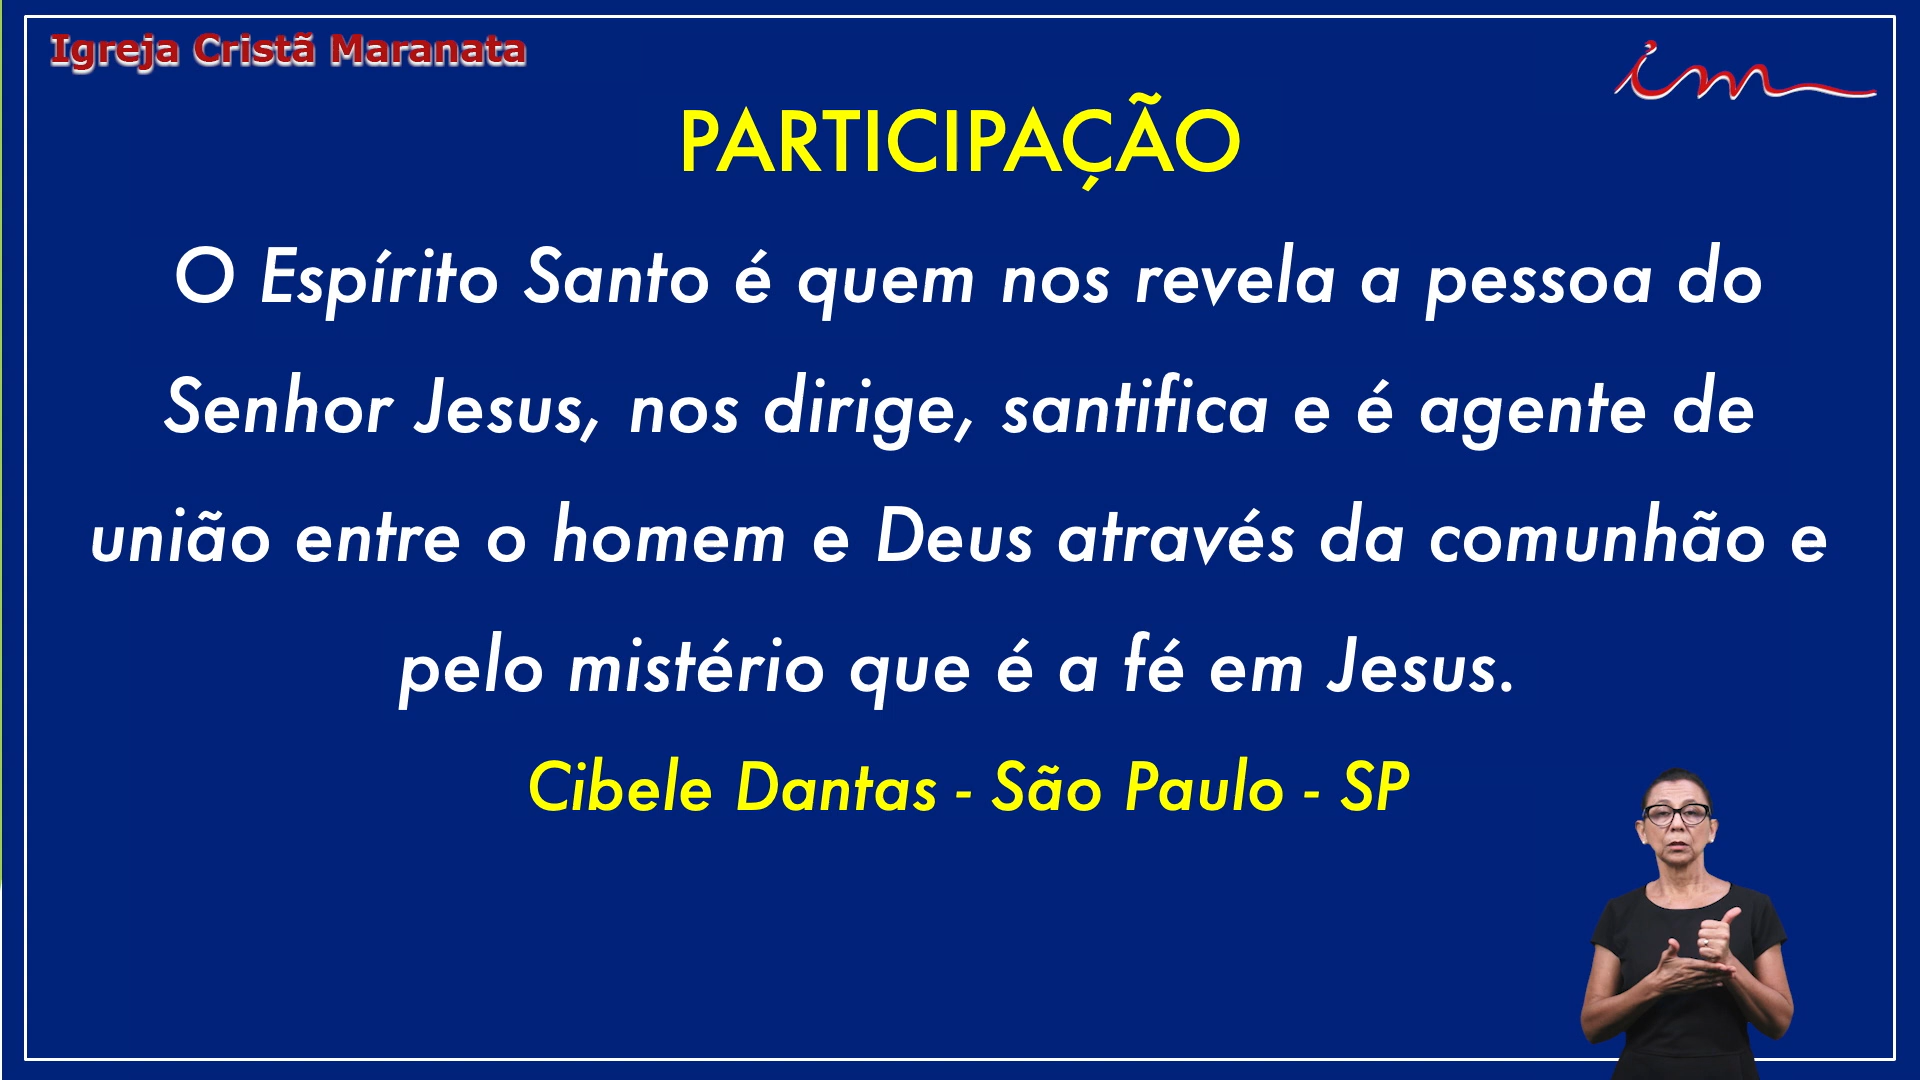 Igreja Cristã Maranata
im
PARTICIPAÇÃO
O Espírito Santo é quem nos revela a pessoa do
Senhor Jesus, nos dirige, santifica e é agente de
união entre o homem e Deus através da comunhão e
pelo mistério que é a fé em Jesus.
Cibele Dantas - São Paulo - SP